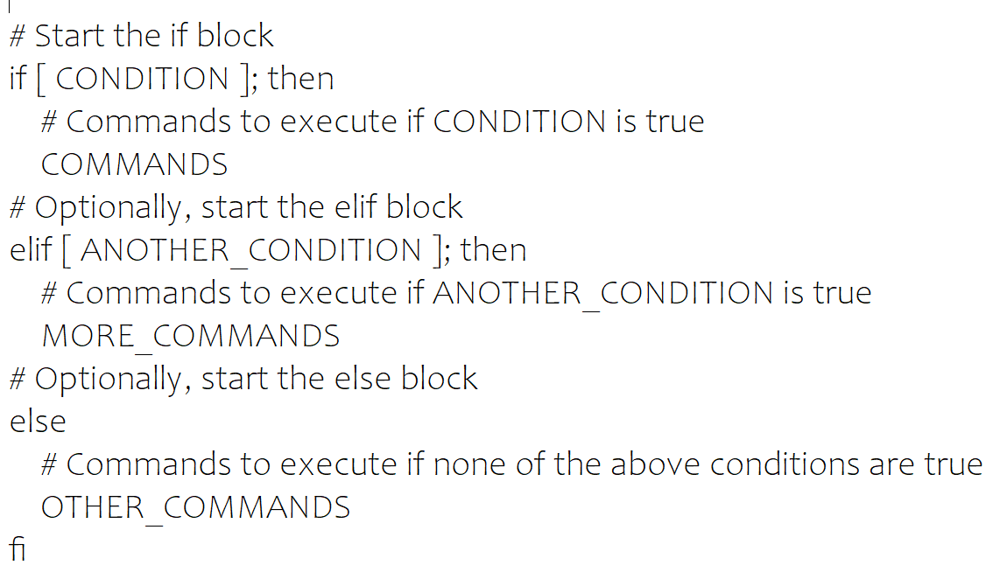 # Start the if block
if [ CONDITION ]; then
    # Commands to execute if CONDITION is true
    COMMANDS
# Optionally, start the elif block
elif [ ANOTHER_CONDITION ]; then
    # Commands to execute if ANOTHER_CONDITION is true
    MORE_COMMANDS
# Optionally, start the else block
else
    # Commands to execute if none of the above conditions are true
    OTHER_COMMANDS
fi